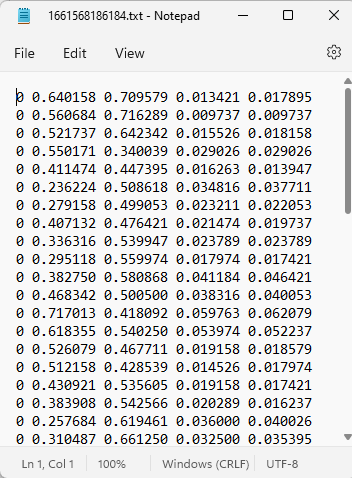 1661568186184.txt - Notepad
File Edit View
0 0.640158 0.709579 0.013421 0.017895
0 0.560684 0.716289 0.009737 0.009737
0 0.521737 0.642342 0.015526 0.018158
0 0.550171 0.340039 0.029026 0.029026
0 0.411474 0.447395 0.016263 0.013947
0 0.236224 0.508618 0.034816 0.037711
0 0.279158 0.499053 0.023211 0.022053
0 0.407132 0.476421 0.021474 0.019737
0 0.336316 0.539947 0.023789 0.023789
0 0.295118 0.559974 0.017974 0.017421
0 0.382750 0.580868 0.041184 0.046421
0 0.468342 0.500500 0.038316 0.040053
0 0.717013 0.418092 0.059763 0.062079
0 0.618355 0.540250 0.053974 0.052237
0 0.526079 0.467711 0.019158 0.018579
0 0.512158 0.428539 0.014526 0.017974
0 0.430921 0.535605 0.019158 0.017421
0 0.383908 0.542566 0.020289 0.016237
0 0.257684 0.619461 0.036000 0.040026
0 0.310487 0.661250 0.032500 0.035395
Ln 1, Col 1 100% Windows (CRLF) UTF-8